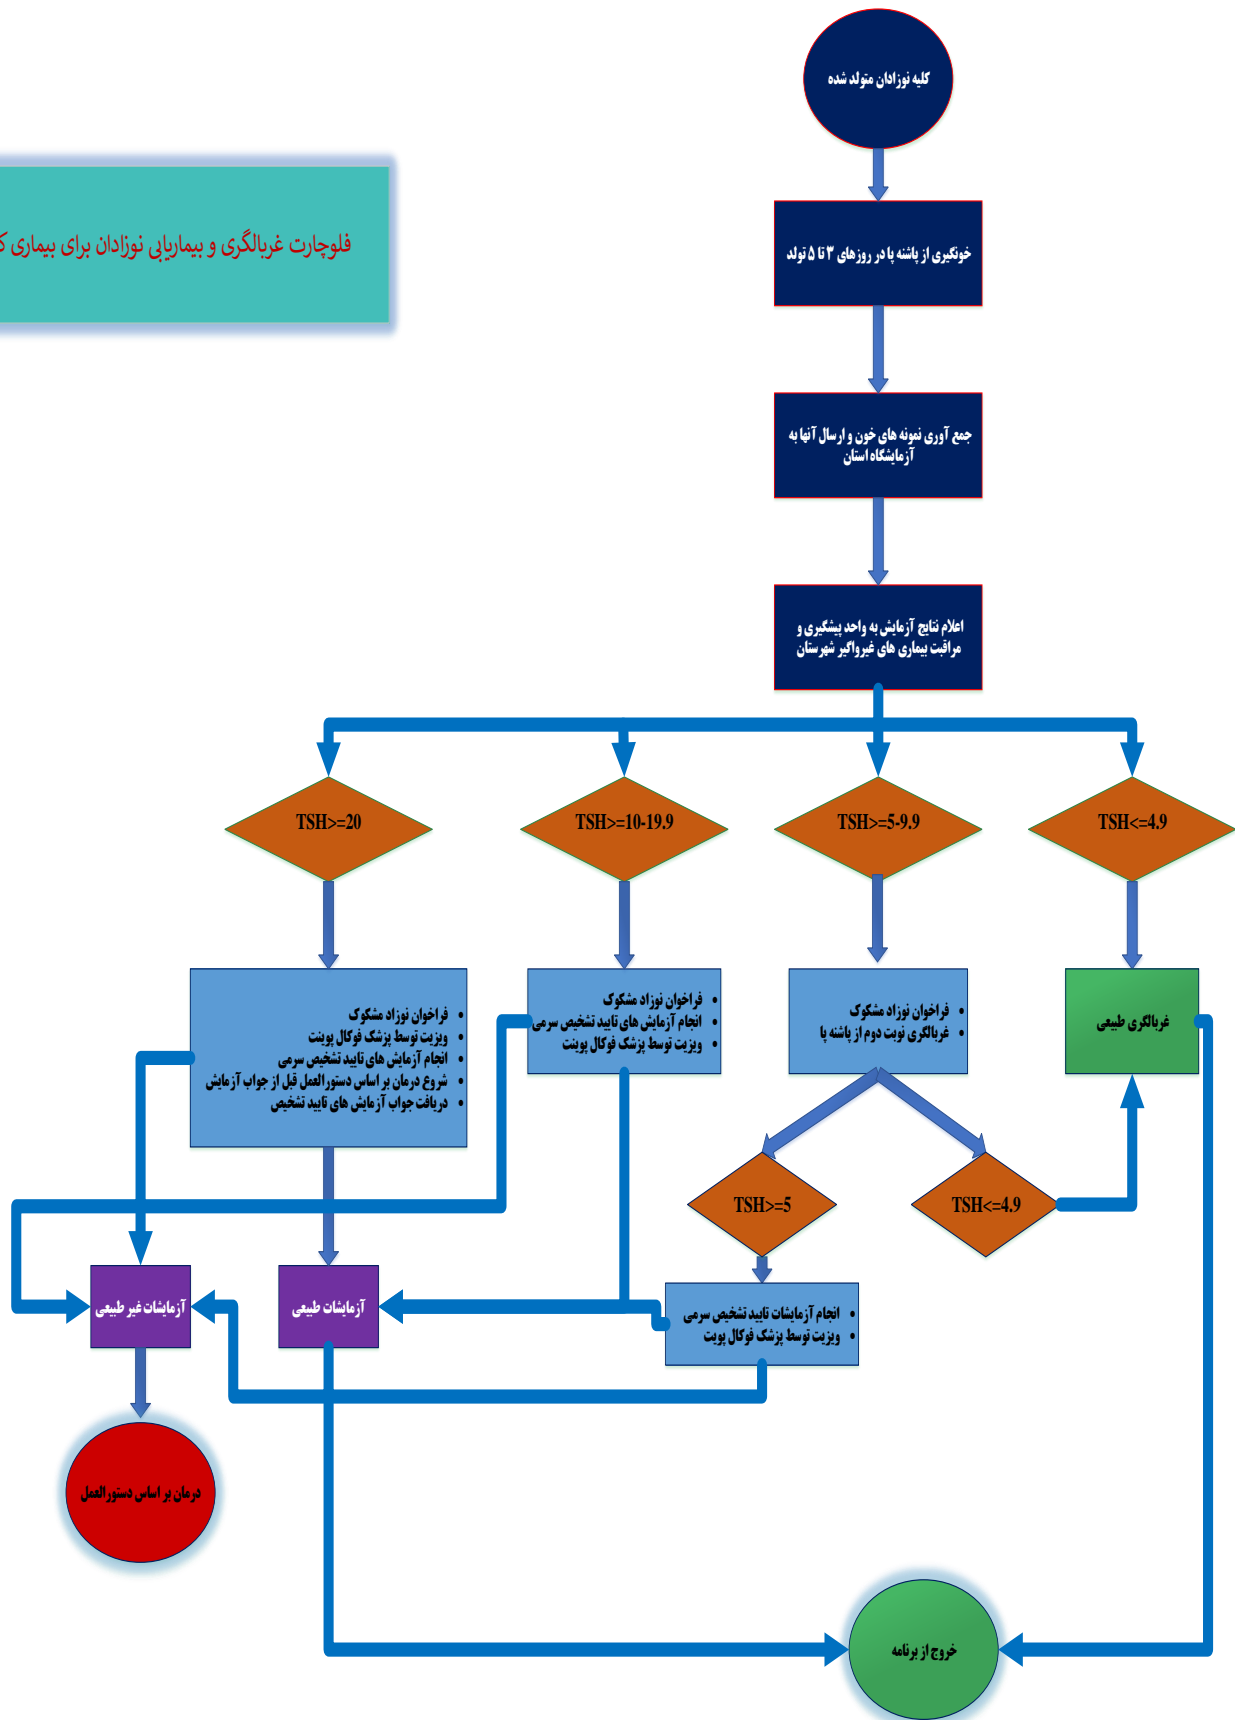 کلیه نوزادان متولد شده
فلوچارت غربالگری و بیماریابی نوزادان برای بیماری
خونگیری از پاشنه پا در روزهای ۳ تا ۵ تولد
جمع آوری نمونه های خون و ارسال آنها به
آزمایشگاه استان
اعلام نتایج آزمایش به واحد پیشگیری و
مراقبت بیماری های غیرواگیر شهرستان
TSH<=4.9
TSH>=5-9.9
TSH>=10-19.9
TSH>=20
غربالگری طبیعی
• فراخوان نوزاد مشکوک
• غربالگری نوبت دوم از پاشنه پا
• فراخوان نوزاد مشکوک
• انجام آزمایش های تایید تشخیص سرمی
• ویزیت توسط پزشک فوکال پوینت
• فراخوان نوزاد مشکوک
• ویزیت توسط پزشک فوکال پوینت
• انجام آزمایش های تایید تشخیص سرمی
• شروع درمان بر اساس دستورالعمل قبل از جواب آزمایش
• دریافت جواب آزمایش های تایید تشخیص
TSH<=4.9
TSH>=5
• انجام آزمایشات تایید تشخیص سرمی
• ویزیت توسط پزشک فوکال پویت
آزمایشات طبیعی
آزمایشات غیر طبیعی
درمان بر اساس دستورالعمل
خروج از برنامه